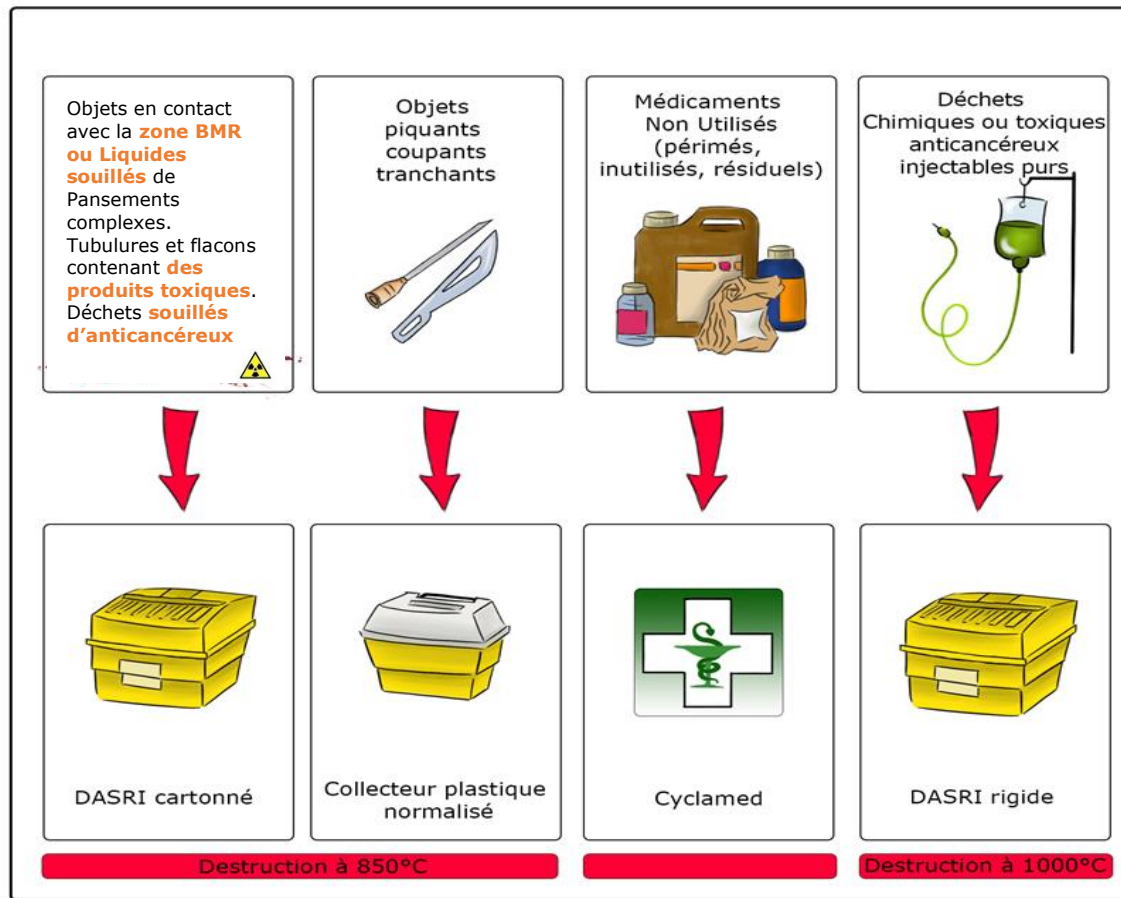 Objets en contact
avec la zone BMR
ou Liquides
souillés de
Pansements
complexes.
Tubulures et flacons
contenant des
produits toxiques.
Déchets souillés
d’anticancéreux
Objets
piquants
coupants
tranchants
Médicaments
Non Utilisés
(périmés,
inutilisés, résiduels)
Déchets
Chimiques ou toxiques
anticancéreux
injectables purs
DASRI cartonné
Collecteur plastique
normalisé
Cyclamed
DASRI rigide
Destruction à 850°C
Destruction à 1000°C